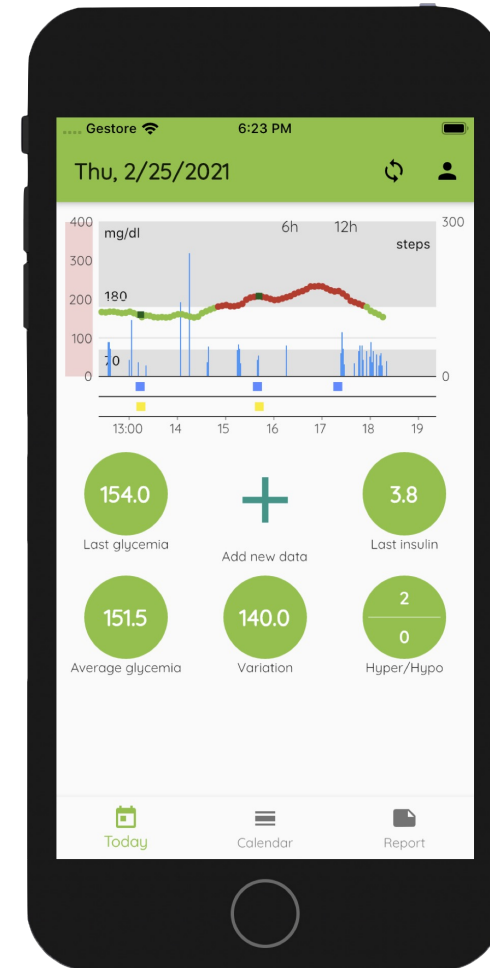 Gestore 6:23 PM
Thu, 2/25/2021
400 mg/dl 6h 12h 300
steps
300
200 180
100
70
0 0
13:00 14 15 16 17 18 19
154.0 3.8
Last glycemia Add new data Last insulin
151.5 140.0 2
0
Average glycemia Variation Hyper/Hypo
Today Calendar Report